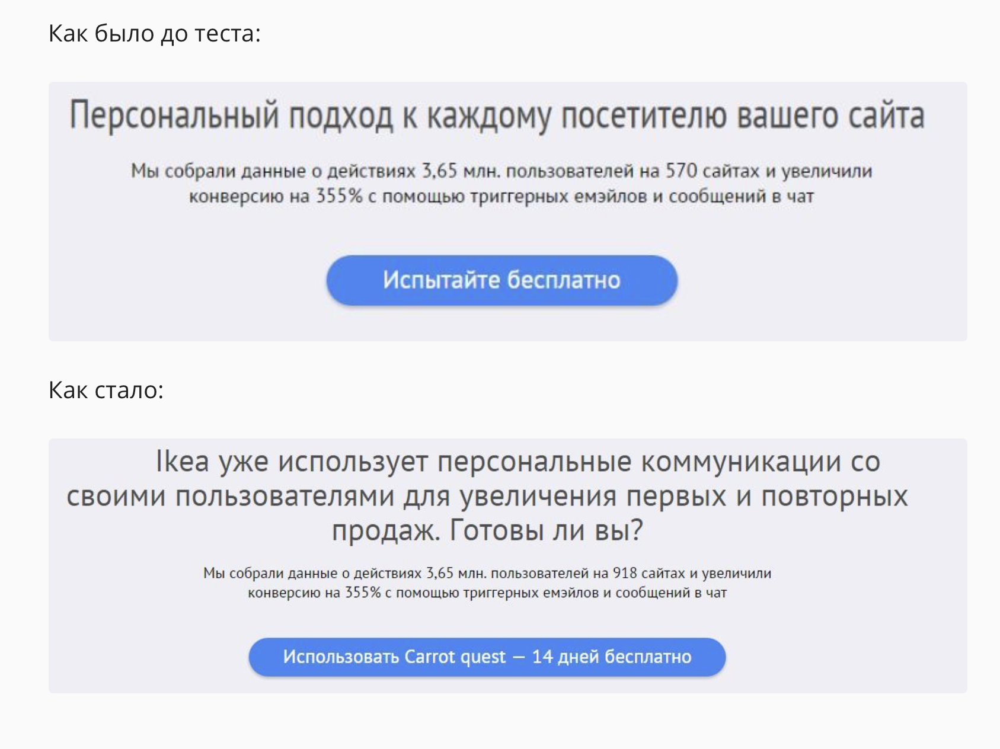 Как было до теста:
Персональный подход к каждому посетителю вашего сайта
Мы собрали данные о действиях 3,65 млн. пользователей на 570 сайтах и увеличили
конверсию на 355% с помощью триггерных емэйлов и сообщений в чат
Испытайте бесплатно
Как стало:
Ikea уже использует персональные коммуникации со
своими пользователями для увеличения первых и повторных
продаж. Готовы ли вы?
Мы собрали данные о действиях 3,65 млн. пользователей на 918 сайтах и увеличили
конверсию на 355% с помощью триггерных емэйлов и сообщений в чат
Использовать Carrot quest — 14 дней бесплатно